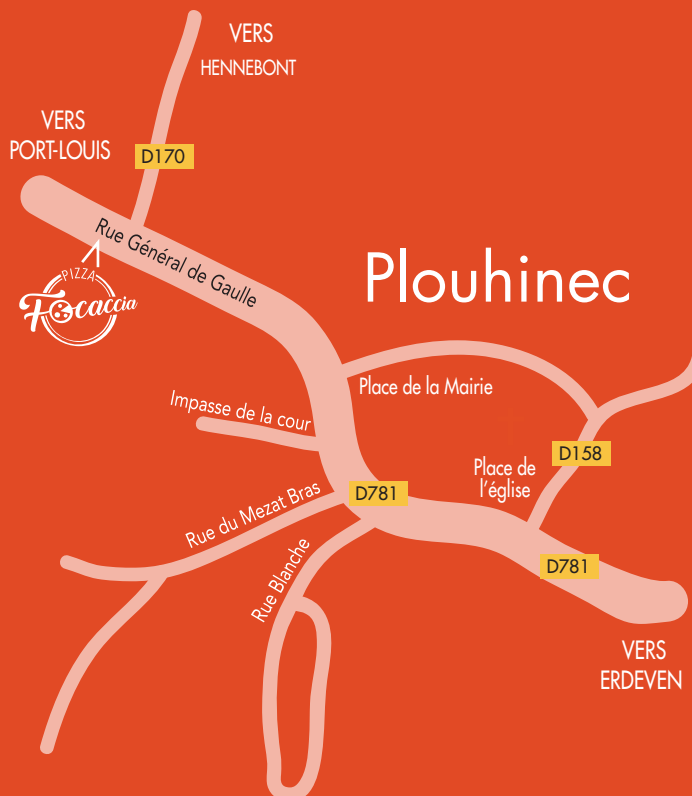 VERS
HENNEBONT
VERS
PORT-LOUIS
D170
Rue Général de Gaulle
PIZZA
Focaccia
Plouhinec
Place de la Mairie
Impasse de la cour
D158
Place de
l'église
D781
Rue du Mezat Bras
Rue Blanche
D781
VERS
ERDEVEN